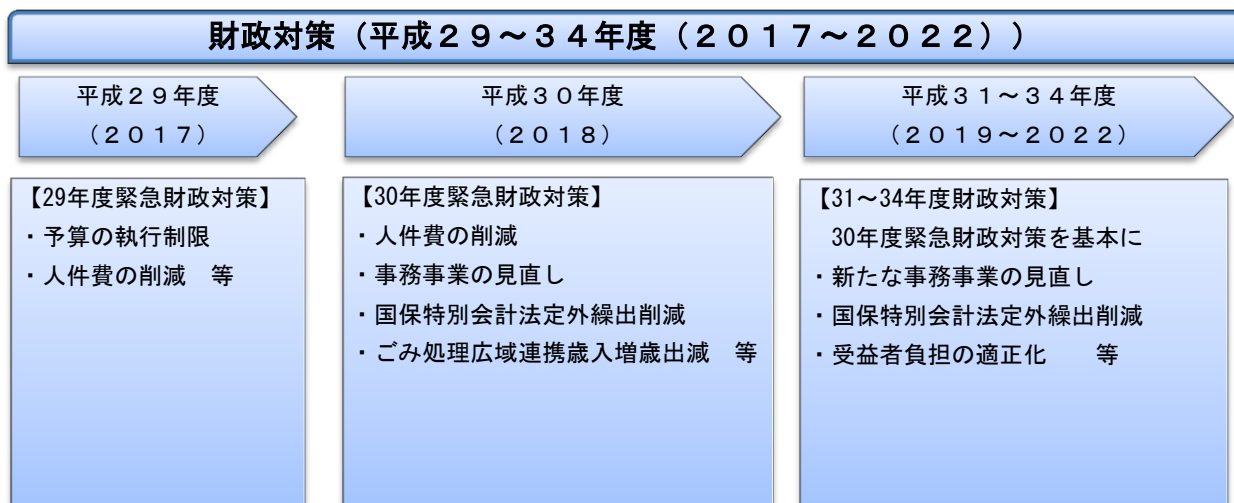 財政対策（平成２９～３４年度（２０１７～２０２２））
平成２９年度
（２０１７）
平成３０年度
（２０１８）
平成３１～３４年度
（２０１９～２０２２）
【29年度緊急財政対策】
・予算の執行制限
・人件費の削減　等
【30年度緊急財政対策】
・人件費の削減
・事務事業の見直し
・国保特別会計法定外繰出削減
・ごみ処理広域連携歳入増歳出減　等
【31～34年度財政対策】
30年度緊急財政対策を基本に
・新たな事務事業の見直し
・国保特別会計法定外繰出削減
・受益者負担の適正化　　等